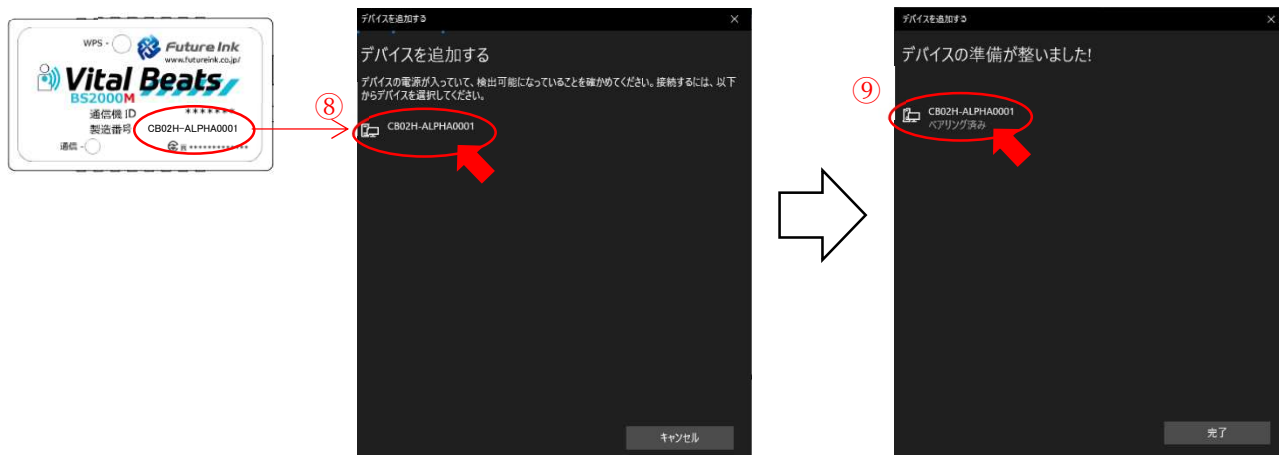 WPS -
Future Ink
www.futureink.co.jp/
Vital Beats
BS2000M
通信機 ID *******
製造番号 CB02H-ALPHA0001
通信 -
⑧
デバイスを追加する
デバイスを追加する
デバイスの電源が入っていて、検出可能になっていることを確かめてください。接続するには、以下
からデバイスを選択してください。
CB02H-ALPHA0001
キャンセル
⑨
デバイスを追加する
デバイスの準備が整いました!
CB02H-ALPHA0001
ペアリング済み
完了